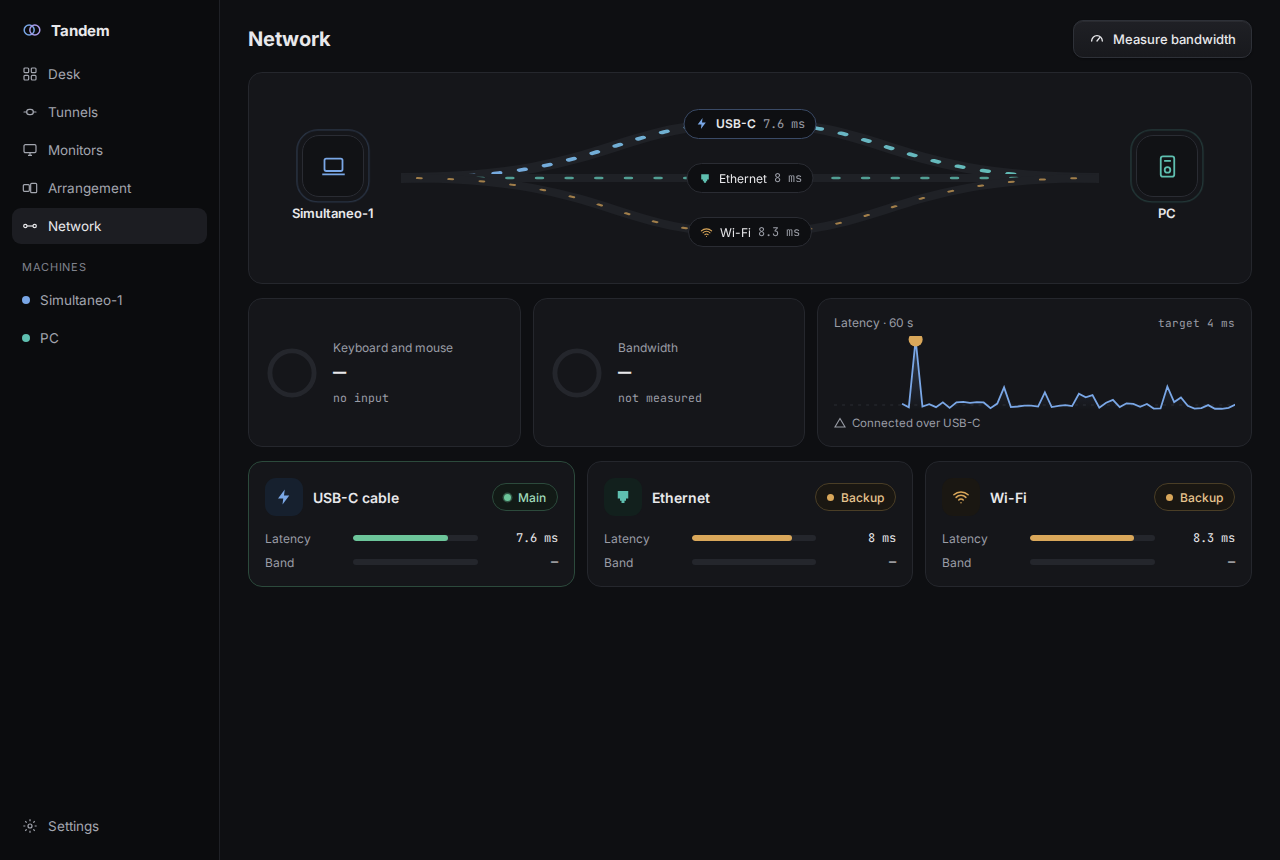 Tandem
Desk
Tunnels
Monitors
Arrangement
Network
MACHINES
Simultaneo-1
PC
Settings
Network
Measure bandwidth
USB-C 7.6 ms
Ethernet 8 ms
Wi-Fi 8.3 ms
Simultaneo-1
PC
Keyboard and mouse
—
no input
Bandwidth
—
not measured
Latency · 60 s
target 4 ms
Connected over USB-C
USB-C cable
Main
Latency 7.6 ms
Band —
Ethernet
Backup
Latency 8 ms
Band —
Wi-Fi
Backup
Latency 8.3 ms
Band —